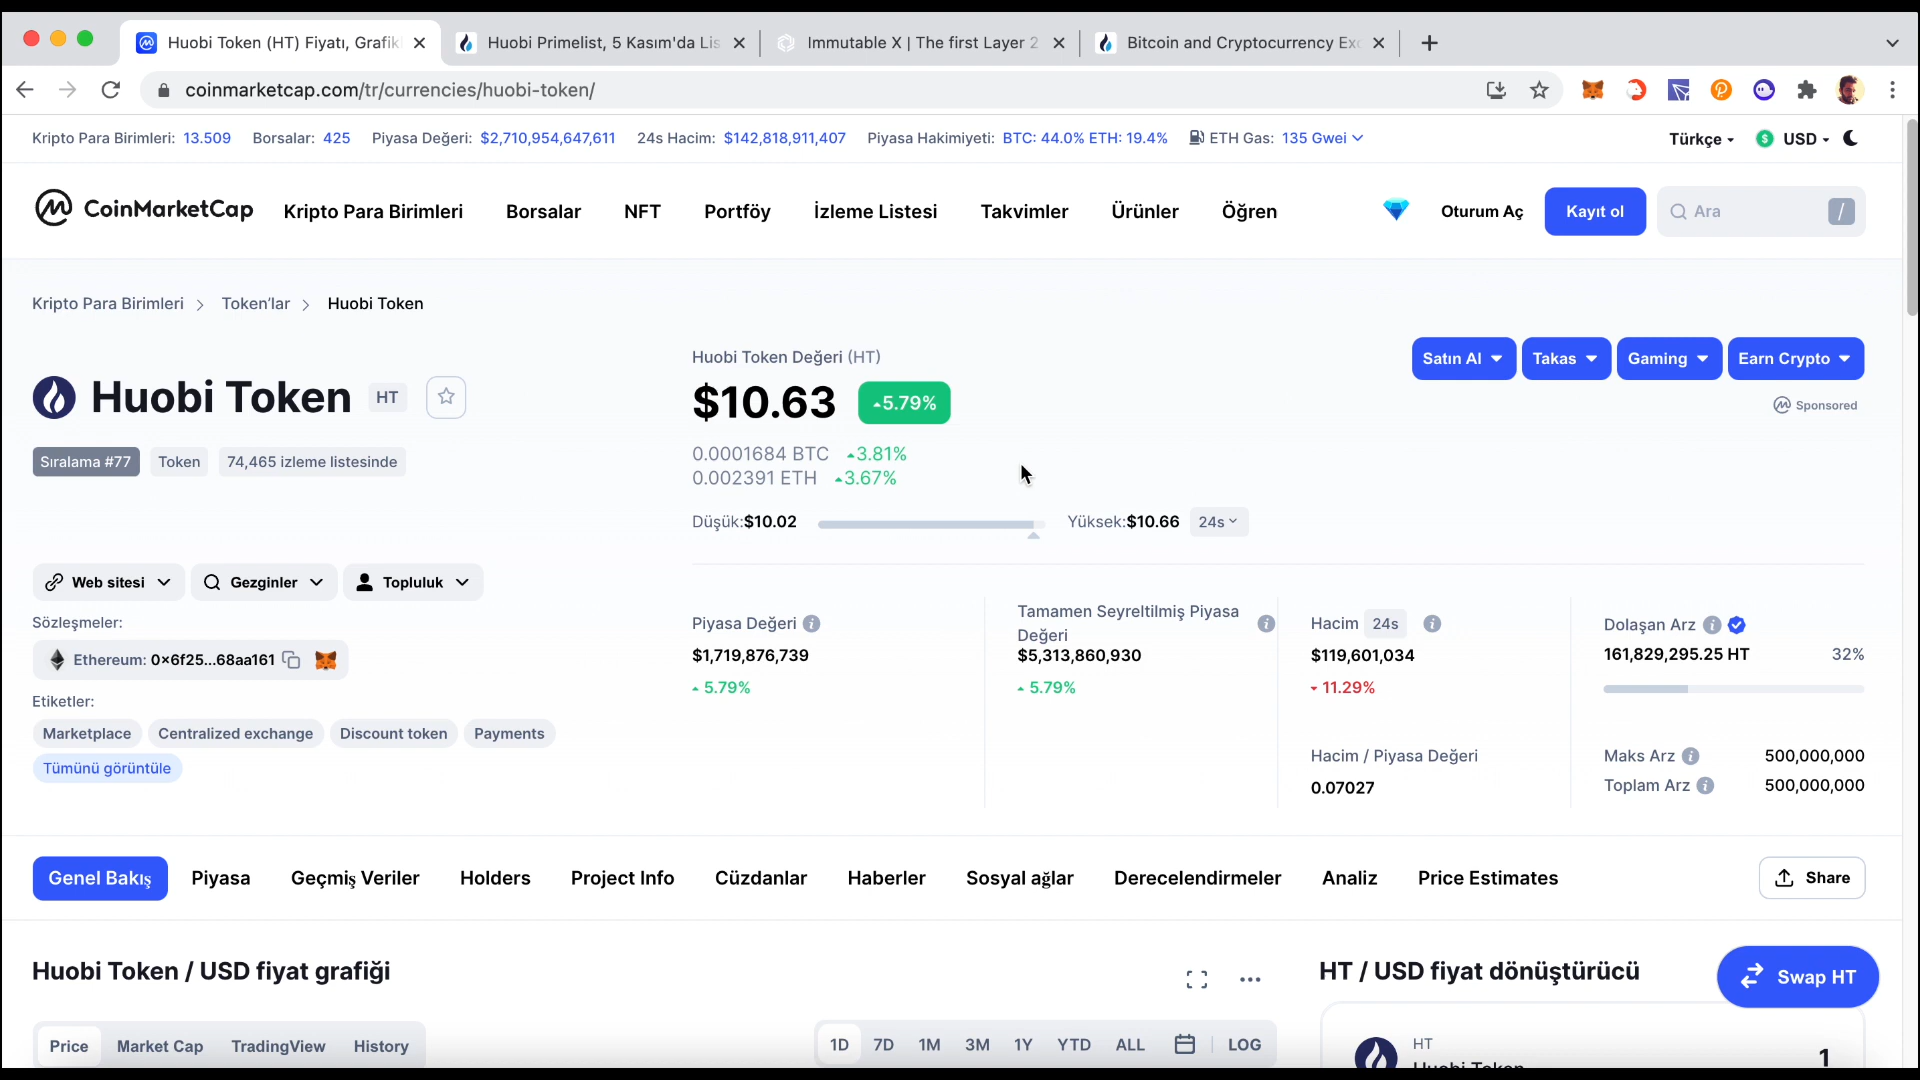 Huobi Token (HT) Fiyatı, Grafik
Huobi Primelist, 5 Kasım'da Lis
Immutable X | The first Layer 2
Bitcoin and Cryptocurrency Exc
coinmarketcap.com/tr/currencies/huobi-token/
Kripto Para Birimleri: 13.509 Borsalar: 425 Piyasa Değeri: $2,710,954,647,611 24s Hacim: $142,818,911,407 Piyasa Hakimiyeti: BTC: 44.0% ETH: 19.4% ETH Gas: 135 Gwei
Türkçe $ USD
CoinMarketCap Kripto Para Birimleri Borsalar NFT Portföy İzleme Listesi Takvimler Ürünler Öğren Oturum Aç Kayıt ol Ara /
Kripto Para Birimleri > Token'lar > Huobi Token
Huobi Token HT
Sıralama #77 Token 74,465 izleme listesinde
Huobi Token Değeri (HT)
$10.63 5.79%
0.0001684 BTC 3.81%
0.002391 ETH 3.67%
Düşük:$10.02 Yüksek:$10.66 24s
Satın Al Takas Gaming Earn Crypto
Sponsored
Web sitesi Gezginler Topluluk
Sözleşmeler:
Ethereum: 0x6f25...68aa161
Etiketler:
Marketplace Centralized exchange Discount token Payments
Tümünü görüntüle
Piyasa Değeri
$1,719,876,739
5.79%
Tamamen Seyreltilmiş Piyasa
Değeri
$5,313,860,930
5.79%
Hacim 24s
$119,601,034
11.29%
Hacim / Piyasa Değeri
0.07027
Dolaşan Arz
161,829,295.25 HT 32%
Maks Arz 500,000,000
Toplam Arz 500,000,000
Genel Bakış Piyasa Geçmiş Veriler Holders Project Info Cüzdanlar Haberler Sosyal ağlar Derecelendirmeler Analiz Price Estimates Share
Huobi Token / USD fiyat grafiği
Price Market Cap TradingView History
1D 7D 1M 3M 1Y YTD ALL LOG
HT / USD fiyat dönüştürücü
Swap HT
HT
Huobi Token
1